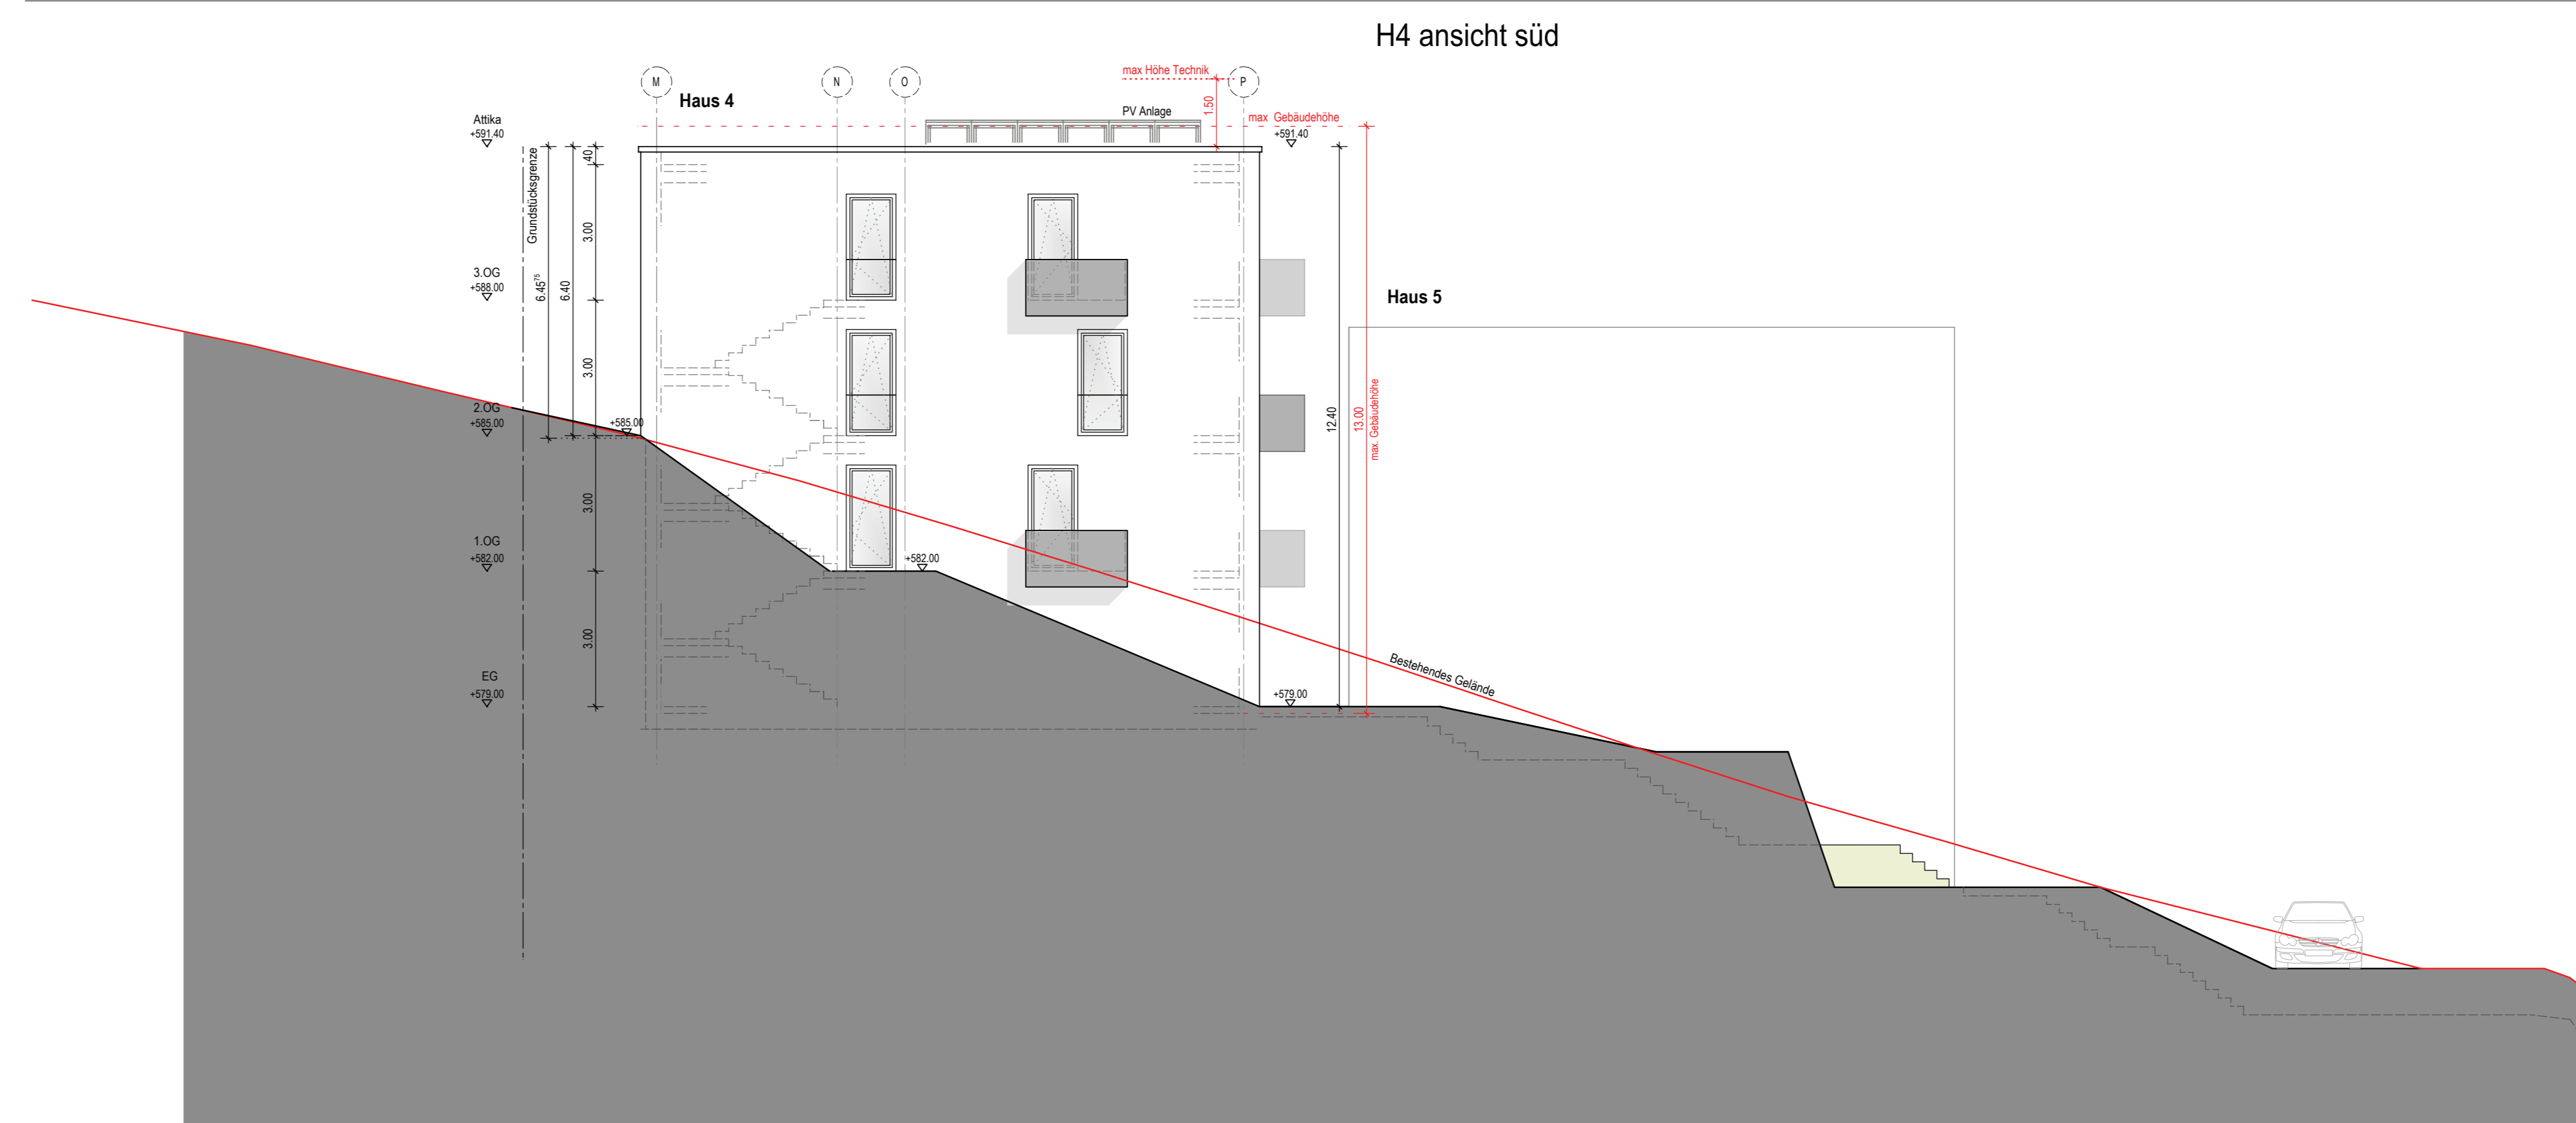 H4 ansicht süd
max Höhe Technik
M
N
O
P
Haus 4
1.50
PV Anlage
max Gebäudehöhe
+591.40
Attika
+591.40
Grundstücksgrenze
40
3.00
6.45⁷⁵
6.40
3.OG
+588.00
Haus 5
3.00
2.OG
+585.00
+585.00
12.40
13.00
max. Gebäudehöhe
3.00
1.OG
+582.00
+582.00
3.00
EG
+579.00
+579.00
Bestehendes Gelände